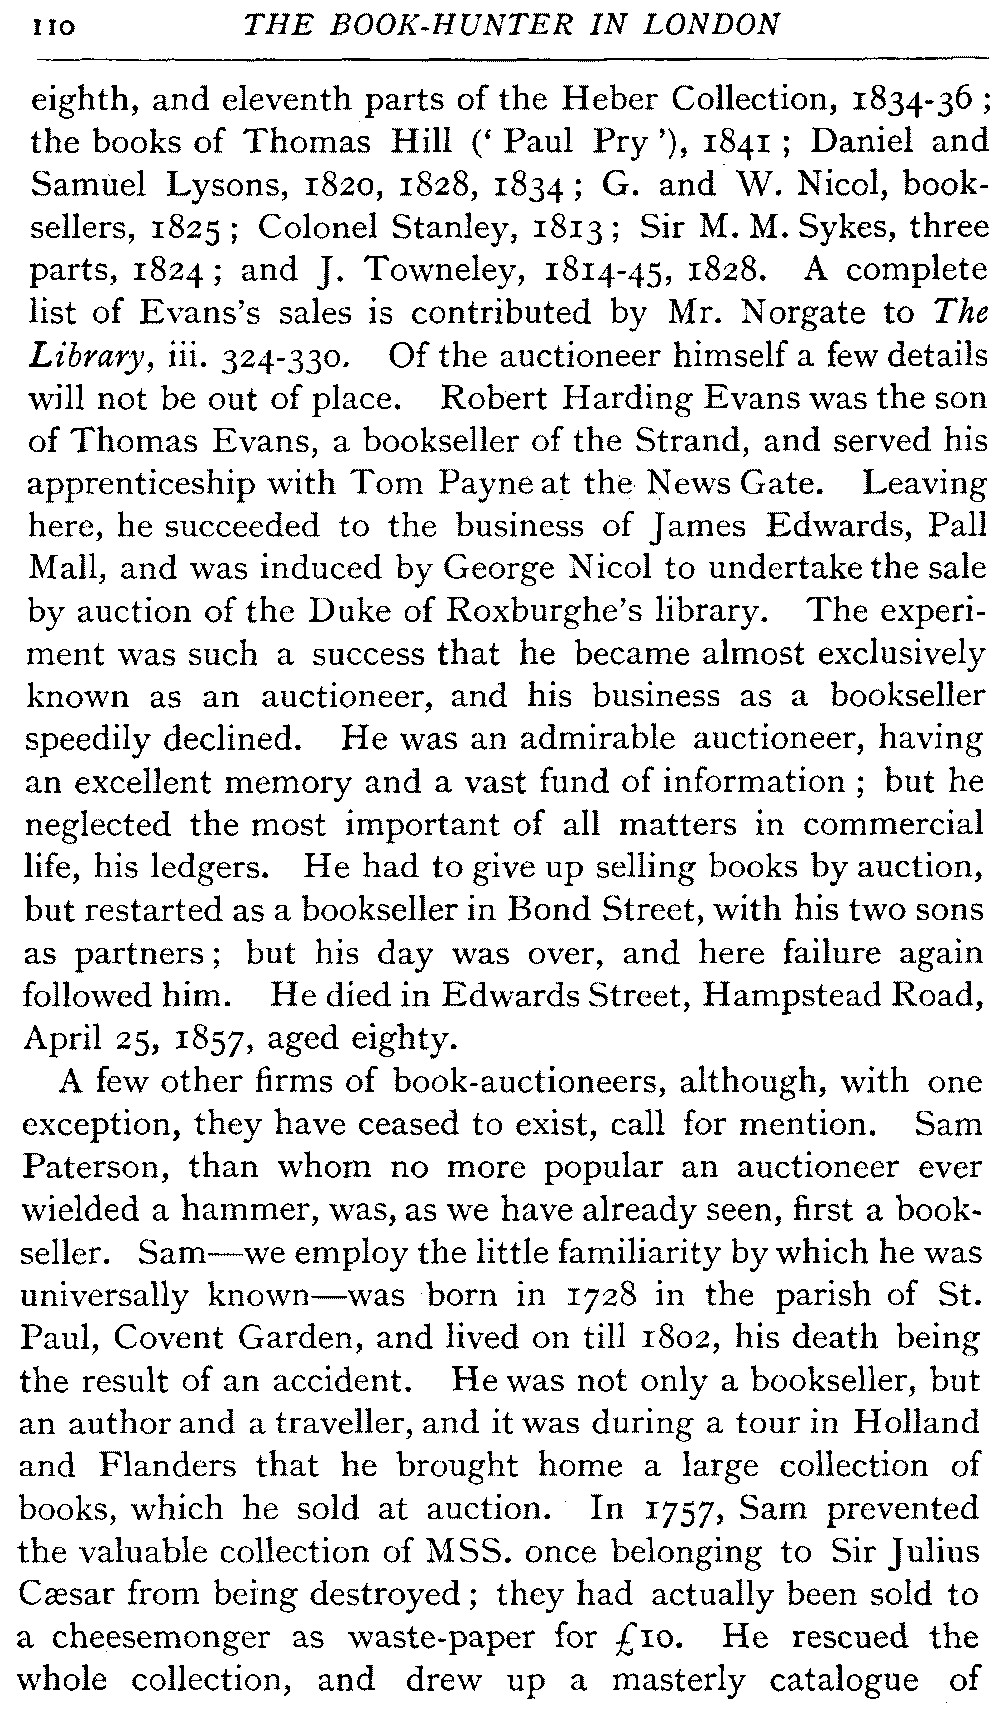 110 THE BOOK-HUNTER IN LONDON
eighth, and eleventh parts of the Heber Collection, 1834-36 ;
the books of Thomas Hill (‘ Paul Pry ’), 1841 ; Daniel and
Samuel Lysons, 1820, 1828, 1834 ; G. and W. Nicol, book-
sellers, 1825 ; Colonel Stanley, 1813 ; Sir M. M. Sykes, three
parts, 1824 ; and J. Towneley, 1814-45, 1828. A complete
list of Evans's sales is contributed by Mr. Norgate to The
Library, iii. 324-330. Of the auctioneer himself a few details
will not be out of place. Robert Harding Evans was the son
of Thomas Evans, a bookseller of the Strand, and served his
apprenticeship with Tom Payne at the News Gate. Leaving
here, he succeeded to the business of James Edwards, Pall
Mall, and was induced by George Nicol to undertake the sale
by auction of the Duke of Roxburghe's library. The experi-
ment was such a success that he became almost exclusively
known as an auctioneer, and his business as a bookseller
speedily declined. He was an admirable auctioneer, having
an excellent memory and a vast fund of information ; but he
neglected the most important of all matters in commercial
life, his ledgers. He had to give up selling books by auction,
but restarted as a bookseller in Bond Street, with his two sons
as partners ; but his day was over, and here failure again
followed him. He died in Edwards Street, Hampstead Road,
April 25, 1857, aged eighty.
A few other firms of book-auctioneers, although, with one
exception, they have ceased to exist, call for mention. Sam
Paterson, than whom no more popular an auctioneer ever
wielded a hammer, was, as we have already seen, first a book-
seller. Sam—we employ the little familiarity by which he was
universally known—was born in 1728 in the parish of St.
Paul, Covent Garden, and lived on till 1802, his death being
the result of an accident. He was not only a bookseller, but
an author and a traveller, and it was during a tour in Holland
and Flanders that he brought home a large collection of
books, which he sold at auction. In 1757, Sam prevented
the valuable collection of MSS. once belonging to Sir Julius
Cæsar from being destroyed ; they had actually been sold to
a cheesemonger as waste-paper for £10. He rescued the
whole collection, and drew up a masterly catalogue of